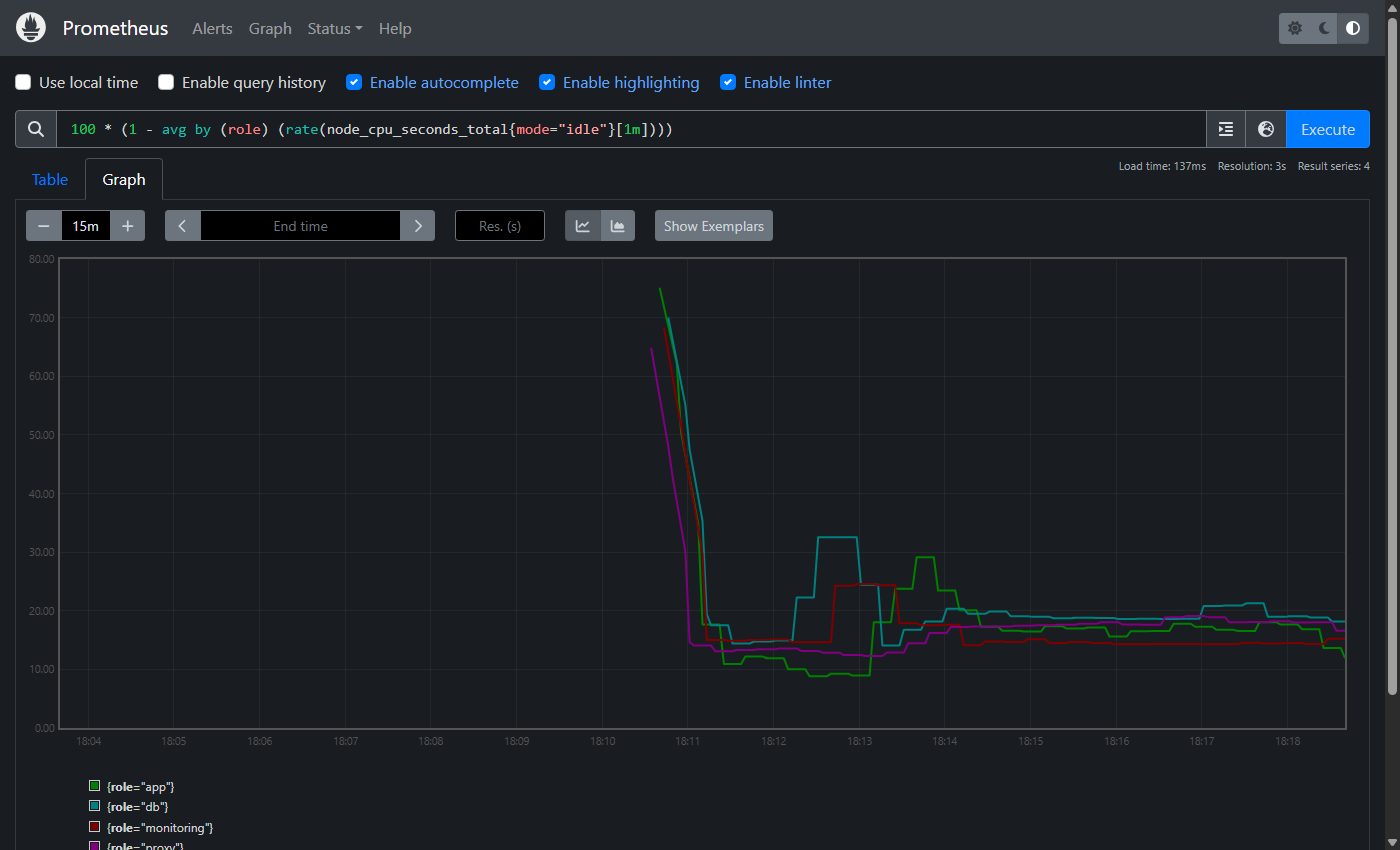 Prometheus Alerts Graph Status Help
Use local time Enable query history Enable autocomplete Enable highlighting Enable linter
100 * (1 - avg by (role) (rate(node_cpu_seconds_total{mode="idle"}[1m])))
Execute
Load time: 137ms Resolution: 3s Result series: 4
Table Graph
15m
End time
Res. (s)
Show Exemplars
80.00
70.00
60.00
50.00
40.00
30.00
20.00
10.00
0.00
18:04 18:05 18:06 18:07 18:08 18:09 18:10 18:11 18:12 18:13 18:14 18:15 18:16 18:17 18:18
{role="app"}
{role="db"}
{role="monitoring"}
{role="proxy"}